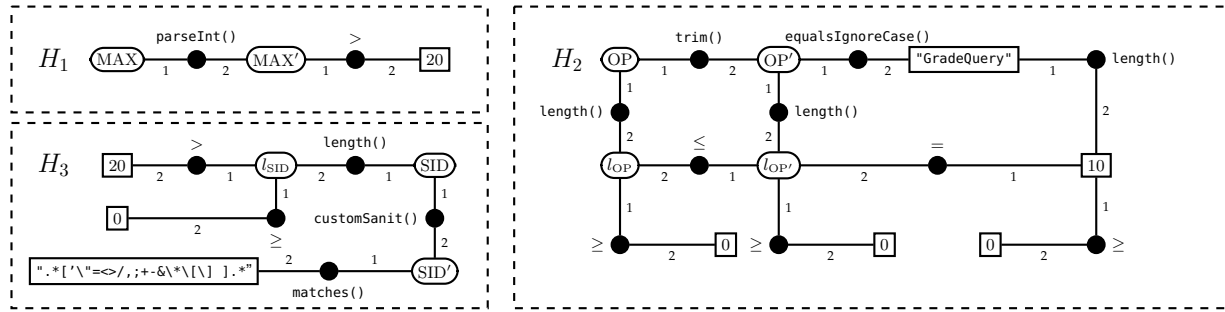 parseInt() >
H1 MAX MAX′ 20
1 2 1 2
H3 > length()
20 lSID SID
2 1 2 1
1 1
0 customSanit()
2 ≥ 2
".*['\"=<>/,;+-&\*\[\] ].*" SID′
2 1
matches()
trim() equalsIgnoreCase()
H2 OP OP′ "GradeQuery" length()
1 2 1 2 1
1 1
length() length() 2
2 2
≤ =
lOP lOP′ 10
2 1 2 1
1 1 1
≥ 0 ≥ 0 0 ≥
2 2 2